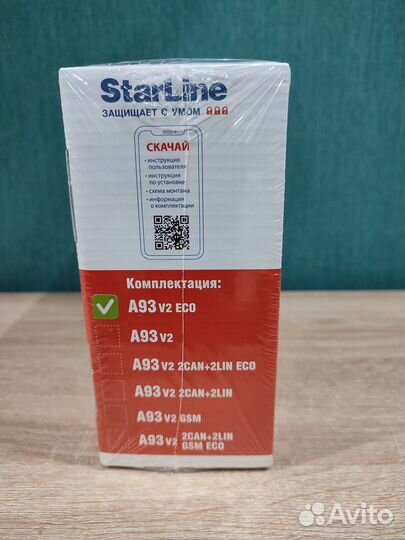 StarLine
ЗАЩИЩАЕТ С УМОМ
СКАЧАЙ
• инструкция
пользователя
• инструкция
по установке
• схема монтажа
• информация
о комплектации
Комплектация:
A93 V2 ECO
A93 V2
A93 V2 2CAN+2LIN ECO
A93 V2 2CAN+2LIN
A93 V2 GSM
A93 V2 2CAN+2LIN
GSM ECO
Avito